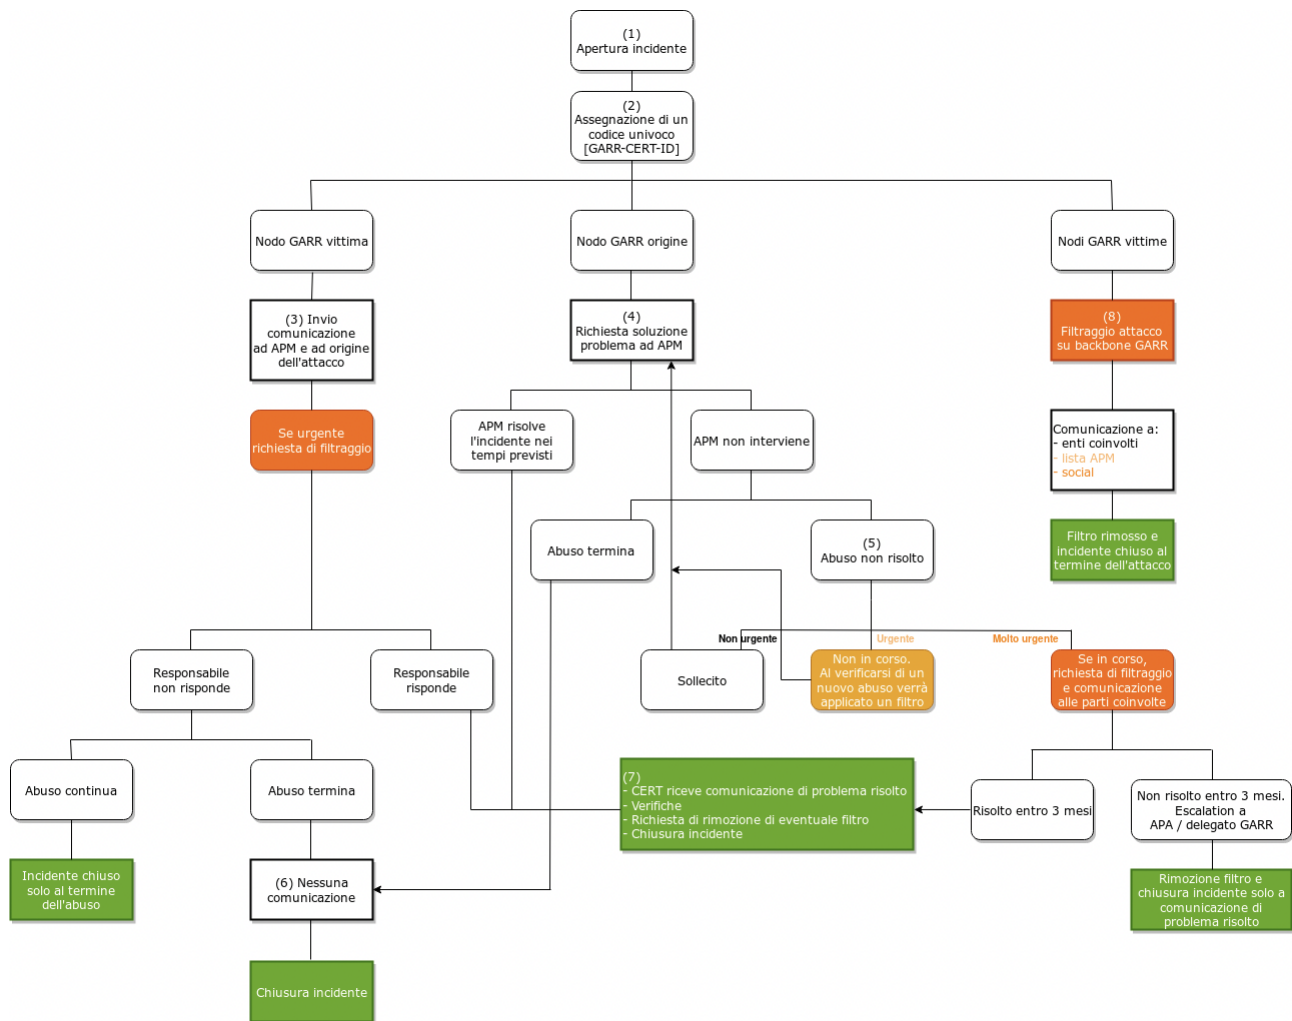 (1)
Apertura incidente
(2)
Assegnazione di un
codice univoco
[GARR-CERT-ID]
Nodo GARR vittima
Nodo GARR origine
Nodi GARR vittime
(3) Invio
comunicazione
ad APM e ad origine
dell'attacco
(4)
Richiesta soluzione
problema ad APM
(8)
Filtraggio attacco
su backbone GARR
Se urgente
richiesta di filtraggio
APM risolve
l'incidente nei
tempi previsti
APM non interviene
Comunicazione a:
- enti coinvolti
- lista APM
- social
Abuso termina
(5)
Abuso non risolto
Filtro rimosso e
incidente chiuso al
termine dell'attacco
Non urgente
Urgente
Molto urgente
Responsabile
non risponde
Responsabile
risponde
Sollecito
Non in corso.
Al verificarsi di un
nuovo abuso verrà
applicato un filtro
Se in corso,
richiesta di filtraggio
e comunicazione
alle parti coinvolte
Abuso continua
Abuso termina
(7)
- CERT riceve comunicazione di problema risolto
- Verifiche
- Richiesta di rimozione di eventuale filtro
- Chiusura incidente
Risolto entro 3 mesi
Non risolto entro 3 mesi.
Escalation a
APA / delegato GARR
Incidente chiuso
solo al termine
dell'abuso
(6) Nessuna
comunicazione
Rimozione filtro e
chiusura incidente solo a
comunicazione di
problema risolto
Chiusura incidente